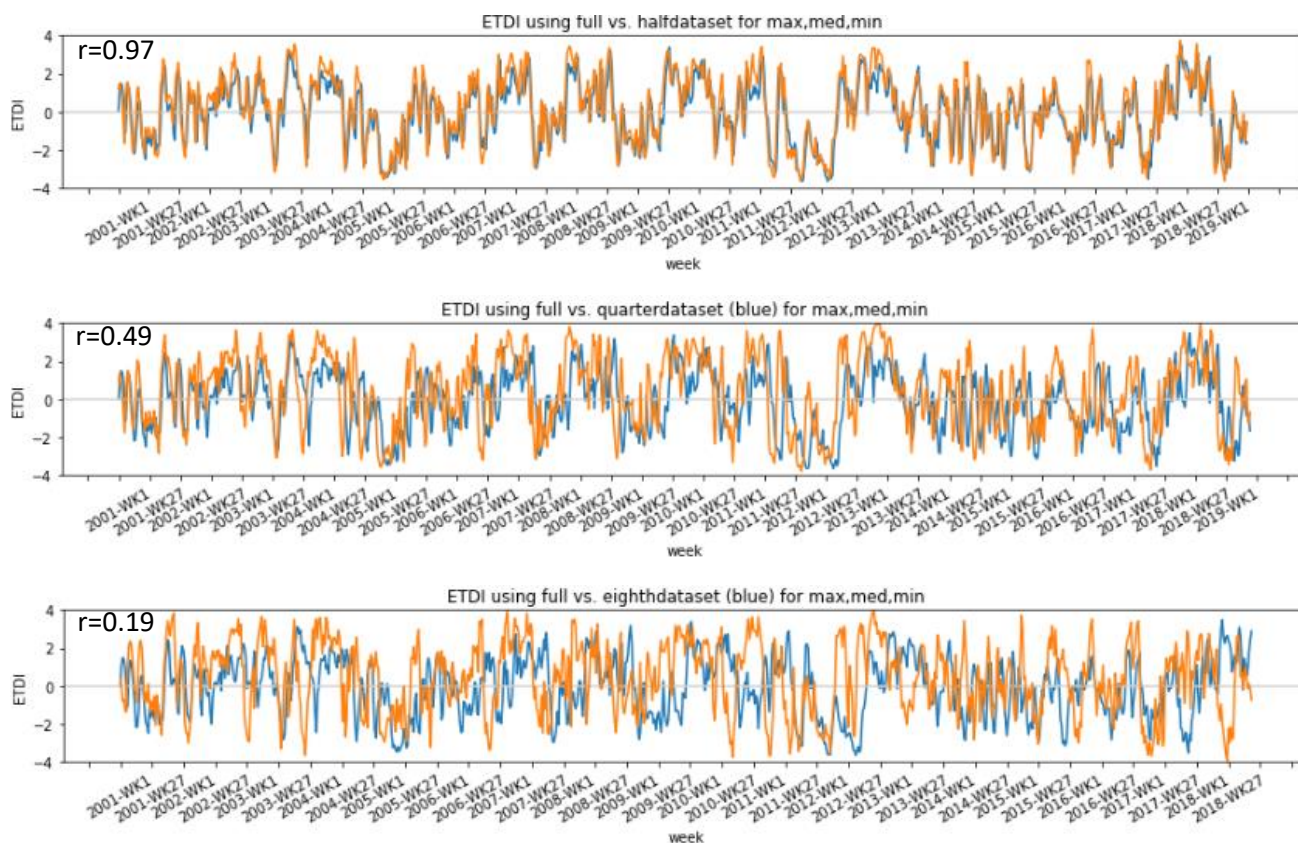 ETDI using full vs. halfdataset for max,med,min
r=0.97
4
2
0
−2
−4
ETDI
2001-WK1 2001-WK27 2002-WK1 2002-WK27 2003-WK1 2003-WK27 2004-WK1 2004-WK27 2005-WK1 2005-WK27 2006-WK1 2006-WK27 2007-WK1 2007-WK27 2008-WK1 2008-WK27 2009-WK1 2009-WK27 2010-WK1 2010-WK27 2011-WK1 2011-WK27 2012-WK1 2012-WK27 2013-WK1 2013-WK27 2014-WK1 2014-WK27 2015-WK1 2015-WK27 2016-WK1 2016-WK27 2017-WK1 2017-WK27 2018-WK1 2018-WK27 2019-WK1
week
ETDI using full vs. quarterdataset (blue) for max,med,min
r=0.49
4
2
0
−2
−4
ETDI
2001-WK1 2001-WK27 2002-WK1 2002-WK27 2003-WK1 2003-WK27 2004-WK1 2004-WK27 2005-WK1 2005-WK27 2006-WK1 2006-WK27 2007-WK1 2007-WK27 2008-WK1 2008-WK27 2009-WK1 2009-WK27 2010-WK1 2010-WK27 2011-WK1 2011-WK27 2012-WK1 2012-WK27 2013-WK1 2013-WK27 2014-WK1 2014-WK27 2015-WK1 2015-WK27 2016-WK1 2016-WK27 2017-WK1 2017-WK27 2018-WK1 2018-WK27 2019-WK1
week
ETDI using full vs. eighthdataset (blue) for max,med,min
r=0.19
4
2
0
−2
−4
ETDI
2001-WK1 2001-WK27 2002-WK1 2002-WK27 2003-WK1 2003-WK27 2004-WK1 2004-WK27 2005-WK1 2005-WK27 2006-WK1 2006-WK27 2007-WK1 2007-WK27 2008-WK1 2008-WK27 2009-WK1 2009-WK27 2010-WK1 2010-WK27 2011-WK1 2011-WK27 2012-WK1 2012-WK27 2013-WK1 2013-WK27 2014-WK1 2014-WK27 2015-WK1 2015-WK27 2016-WK1 2016-WK27 2017-WK1 2017-WK27 2018-WK1 2018-WK27
week